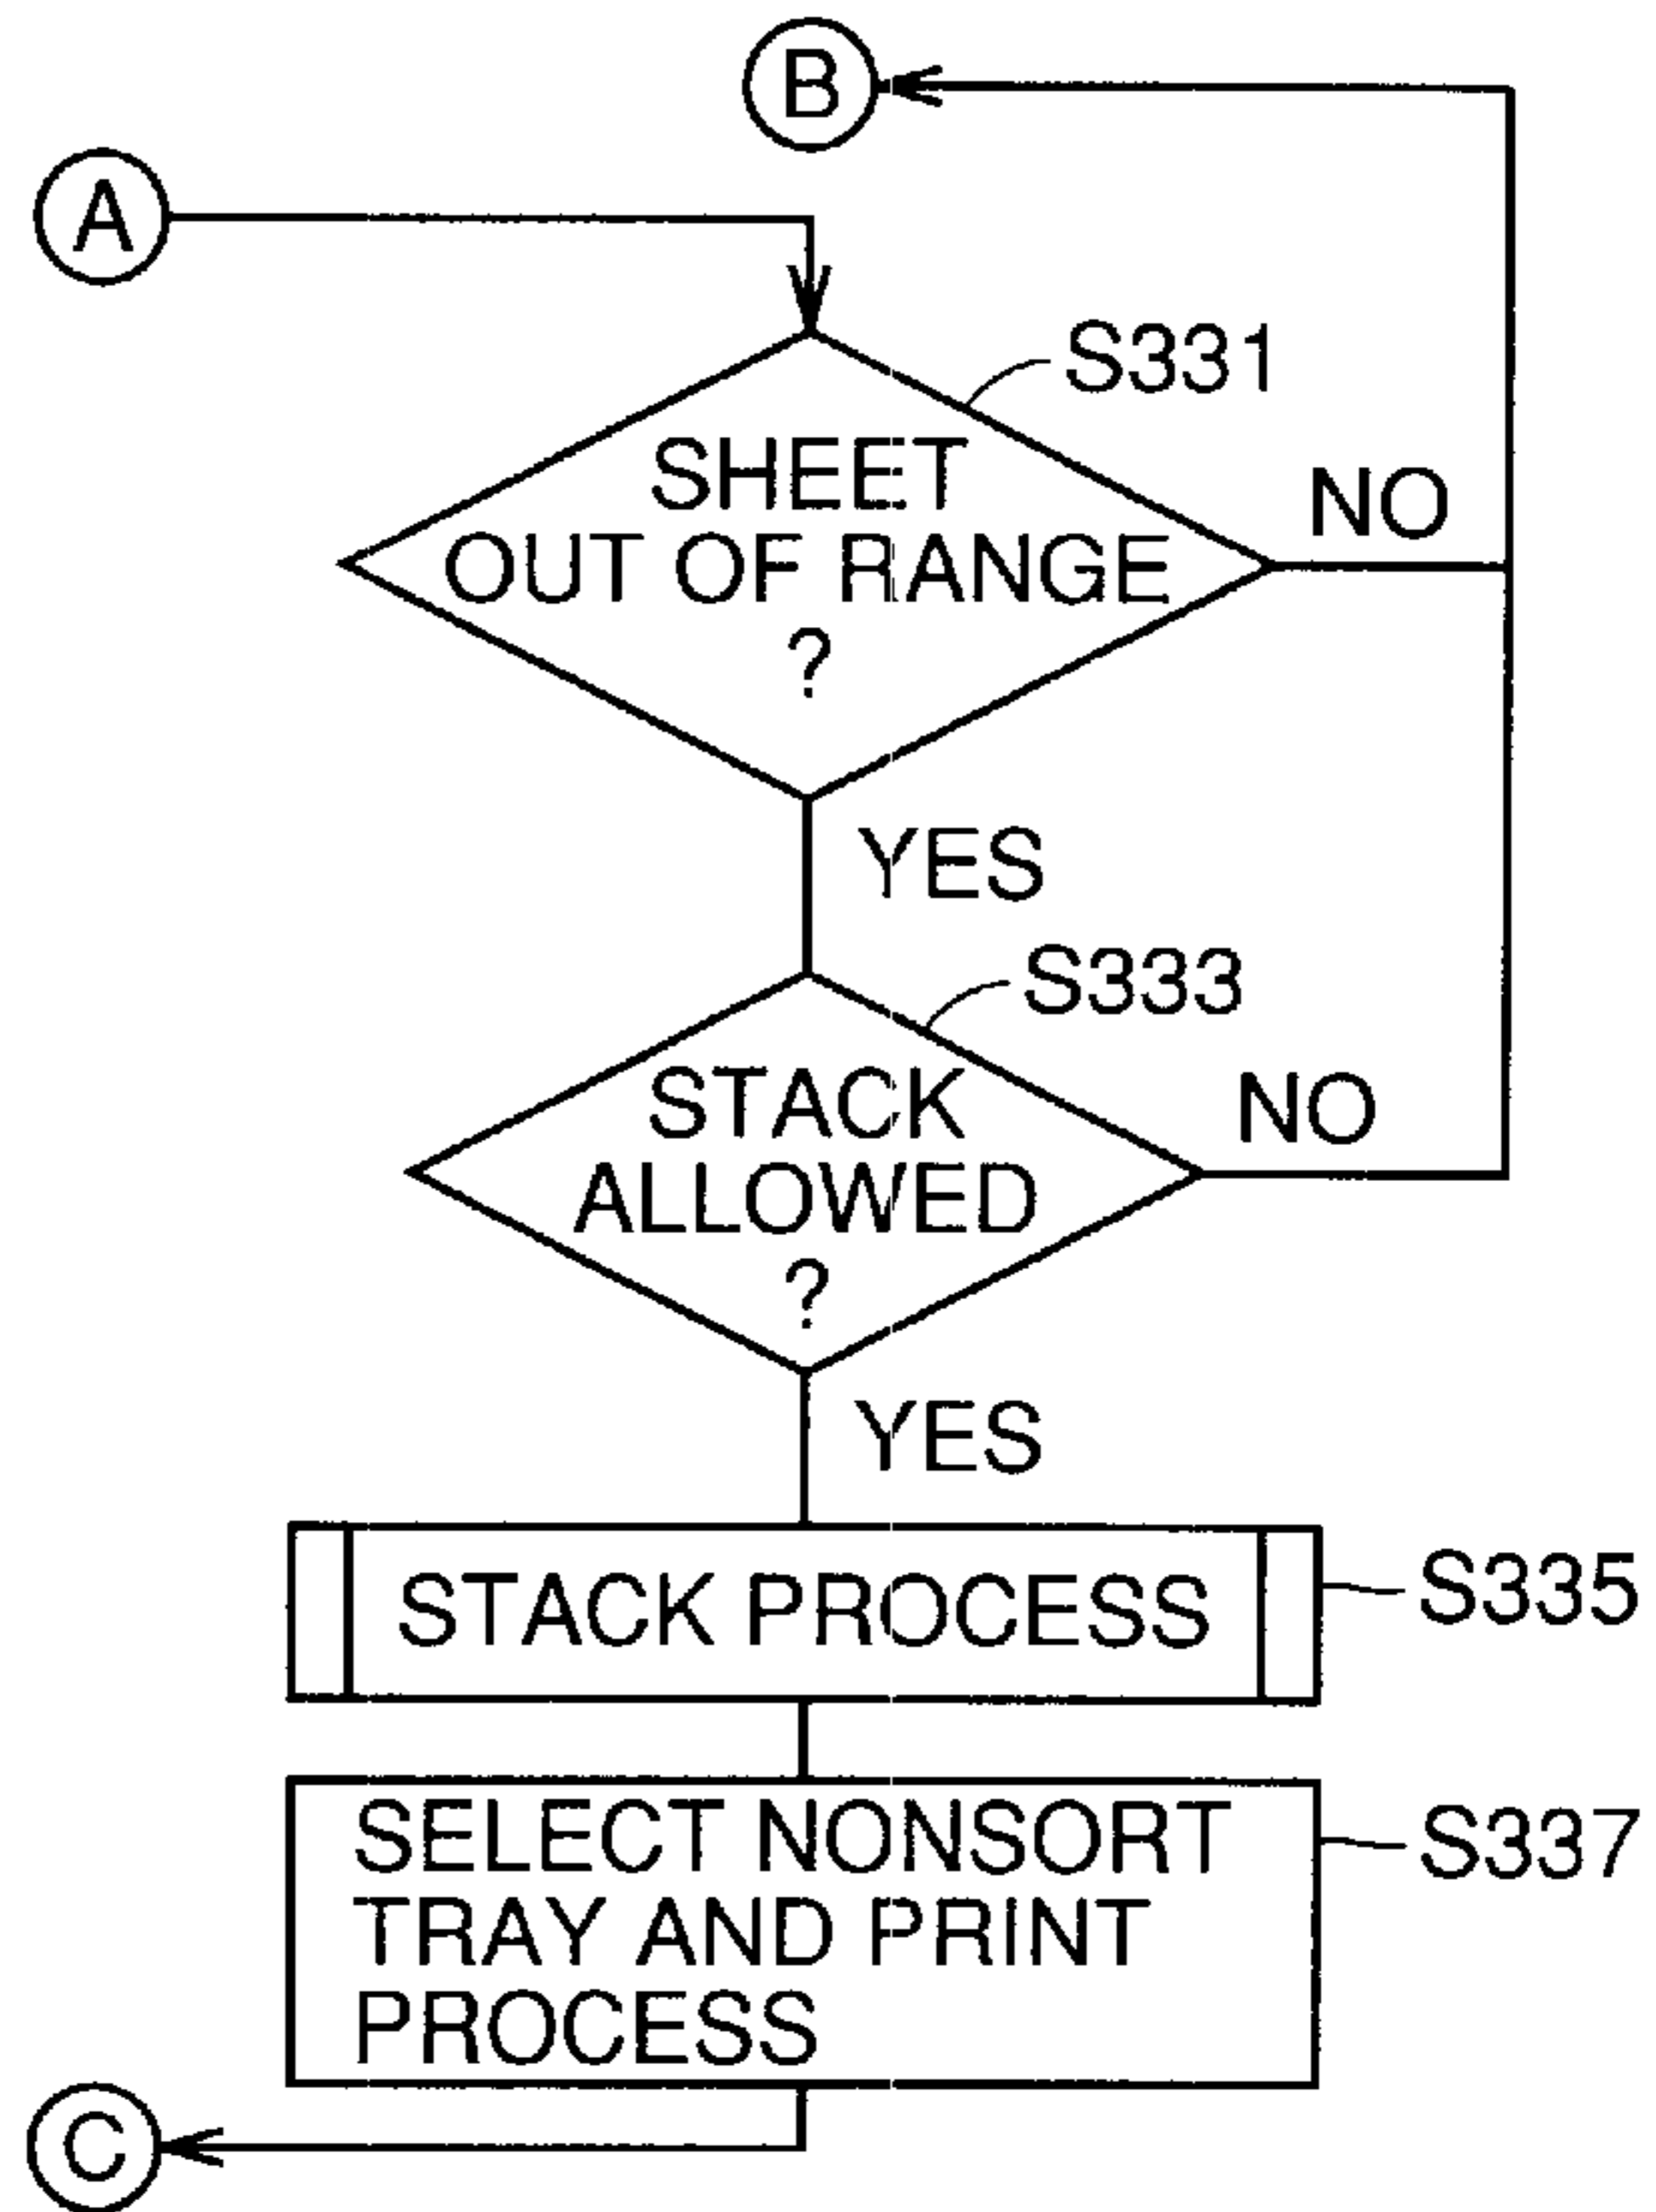 B
A
S331
SHEET
OUT OF RANGE
?
NO
YES
S333
STACK
ALLOWED
?
NO
YES
STACK PROCESS
S335
SELECT NONSORT
TRAY AND PRINT
PROCESS
S337
C